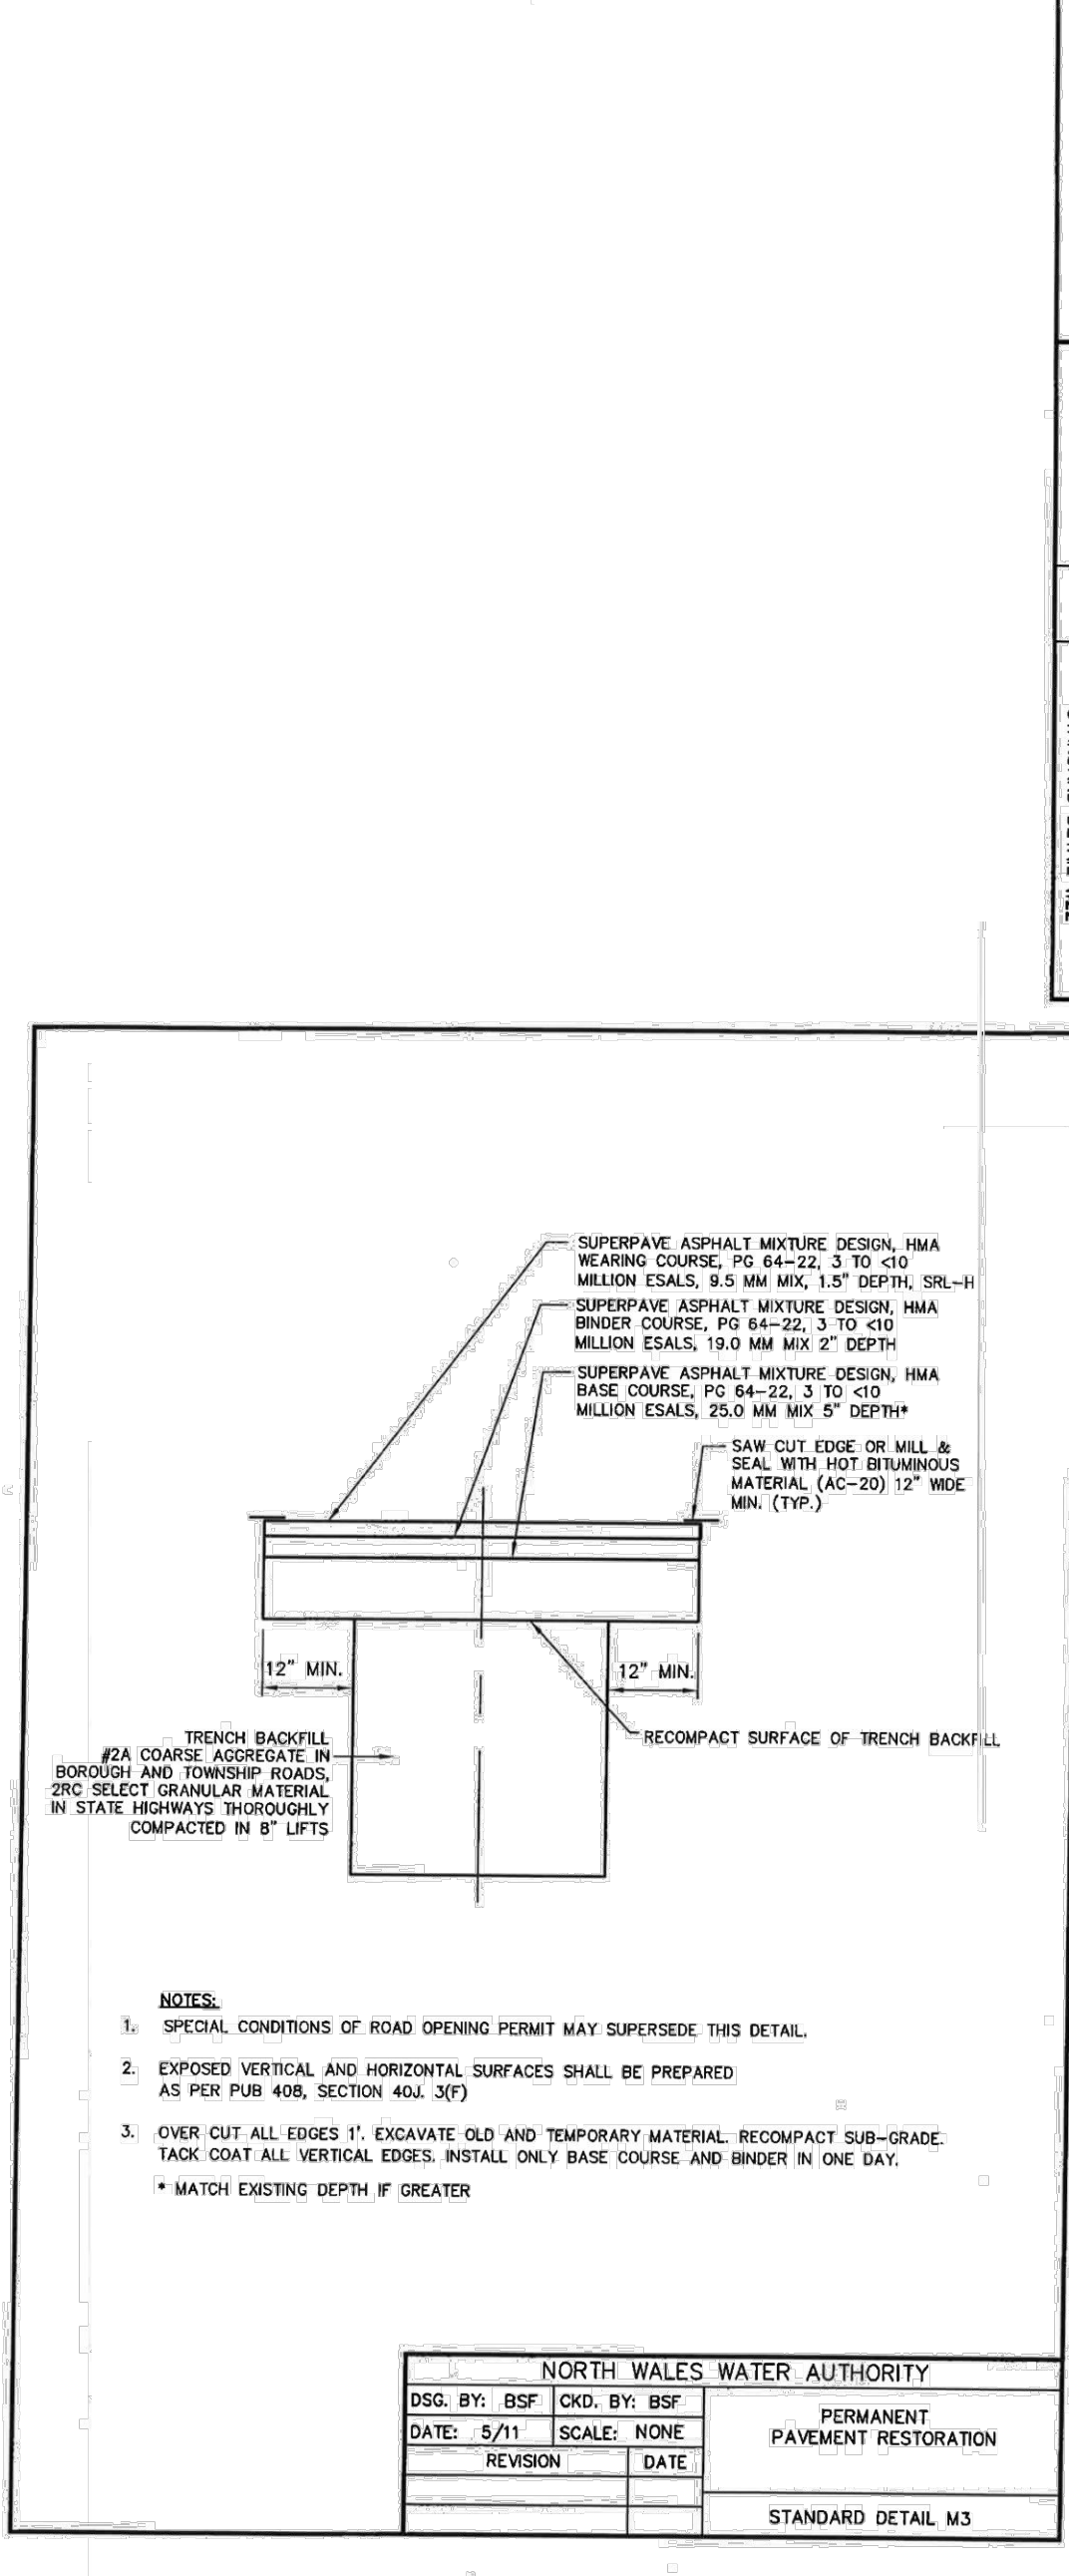 SUPERPAVE ASPHALT MIXTURE DESIGN, HMA
WEARING COURSE, PG 64-22, 3 TO <10
MILLION ESALS, 9.5 MM MIX, 1.5" DEPTH, SRL-H
SUPERPAVE ASPHALT MIXTURE DESIGN, HMA
BINDER COURSE, PG 64-22, 3 TO <10
MILLION ESALS, 19.0 MM MIX 2" DEPTH
SUPERPAVE ASPHALT MIXTURE DESIGN, HMA
BASE COURSE, PG 64-22, 3 TO <10
MILLION ESALS, 25.0 MM MIX 5" DEPTH*
SAW CUT EDGE OR MILL &
SEAL WITH HOT BITUMINOUS
MATERIAL (AC-20) 12" WIDE
MIN. (TYP.)
12" MIN.
12" MIN.
RECOMPACT SURFACE OF TRENCH BACKFILL
TRENCH BACKFILL
#2A COARSE AGGREGATE IN
BOROUGH AND TOWNSHIP ROADS,
2RC SELECT GRANULAR MATERIAL
IN STATE HIGHWAYS THOROUGHLY
COMPACTED IN 8" LIFTS
NOTES:
1. SPECIAL CONDITIONS OF ROAD OPENING PERMIT MAY SUPERSEDE THIS DETAIL.
2. EXPOSED VERTICAL AND HORIZONTAL SURFACES SHALL BE PREPARED
AS PER PUB 408, SECTION 40J. 3(F)
3. OVER CUT ALL EDGES 1'. EXCAVATE OLD AND TEMPORARY MATERIAL. RECOMPACT SUB-GRADE.
TACK COAT ALL VERTICAL EDGES. INSTALL ONLY BASE COURSE AND BINDER IN ONE DAY.
* MATCH EXISTING DEPTH IF GREATER
NORTH WALES WATER AUTHORITY
DSG. BY: BSF CKD. BY: BSF
DATE: 5/11 SCALE: NONE
REVISION DATE
PERMANENT
PAVEMENT RESTORATION
STANDARD DETAIL M3